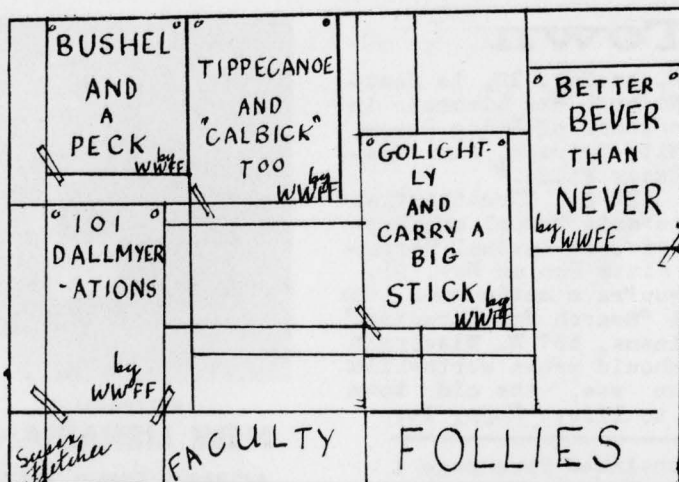 BUSHEL
AND
A
PECK
by
WWFF
TIPPECANOE
AND
"CALBICK"
TOO
by
WWFF
GOLIGHT-
LY
AND
CARRY A
BIG
STICK
by
WWFF
BETTER
BEVER
THAN
NEVER
by WWFF
101
DALLMYER
-ATIONS
by
WWFF
Susan
Fletcher
FACULTY FOLLIES